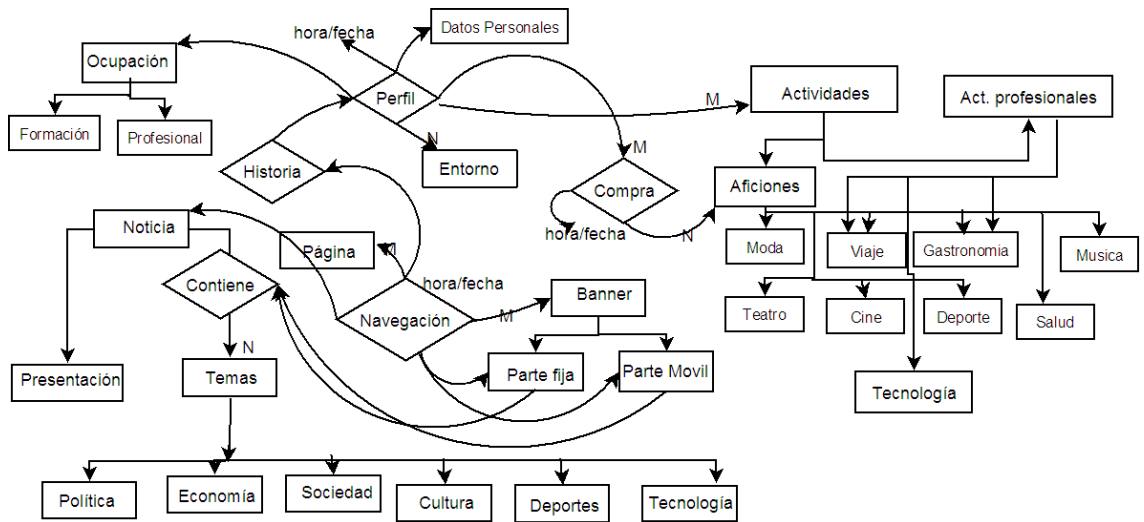 hora/fecha
Datos Personales
Ocupación
Perfil
Actividades
Act. profesionales
M
Formación
Profesional
N
M
Historia
Entorno
Compra
Aficiones
Noticia
hora/fecha
N
Página
M
Moda
Viaje
Gastronomia
Musica
Contiene
hora/fecha
Banner
Navegación
M
Teatro
Cine
Deporte
Salud
N
Presentación
Temas
Parte fija
Parte Movil
Tecnología
Política
Economía
Sociedad
Cultura
Deportes
Tecnología